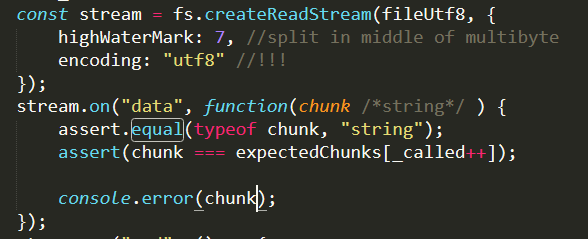 const stream = fs.createReadStream(fileUtf8, {
    highWaterMark: 7, //split in middle of multibyte
    encoding: "utf8" //!!!
});
stream.on("data", function(chunk /*string*/ ) {
    assert.equal(typeof chunk, "string");
    assert(chunk === expectedChunks[_called++]);

    console.error(chunk);
});